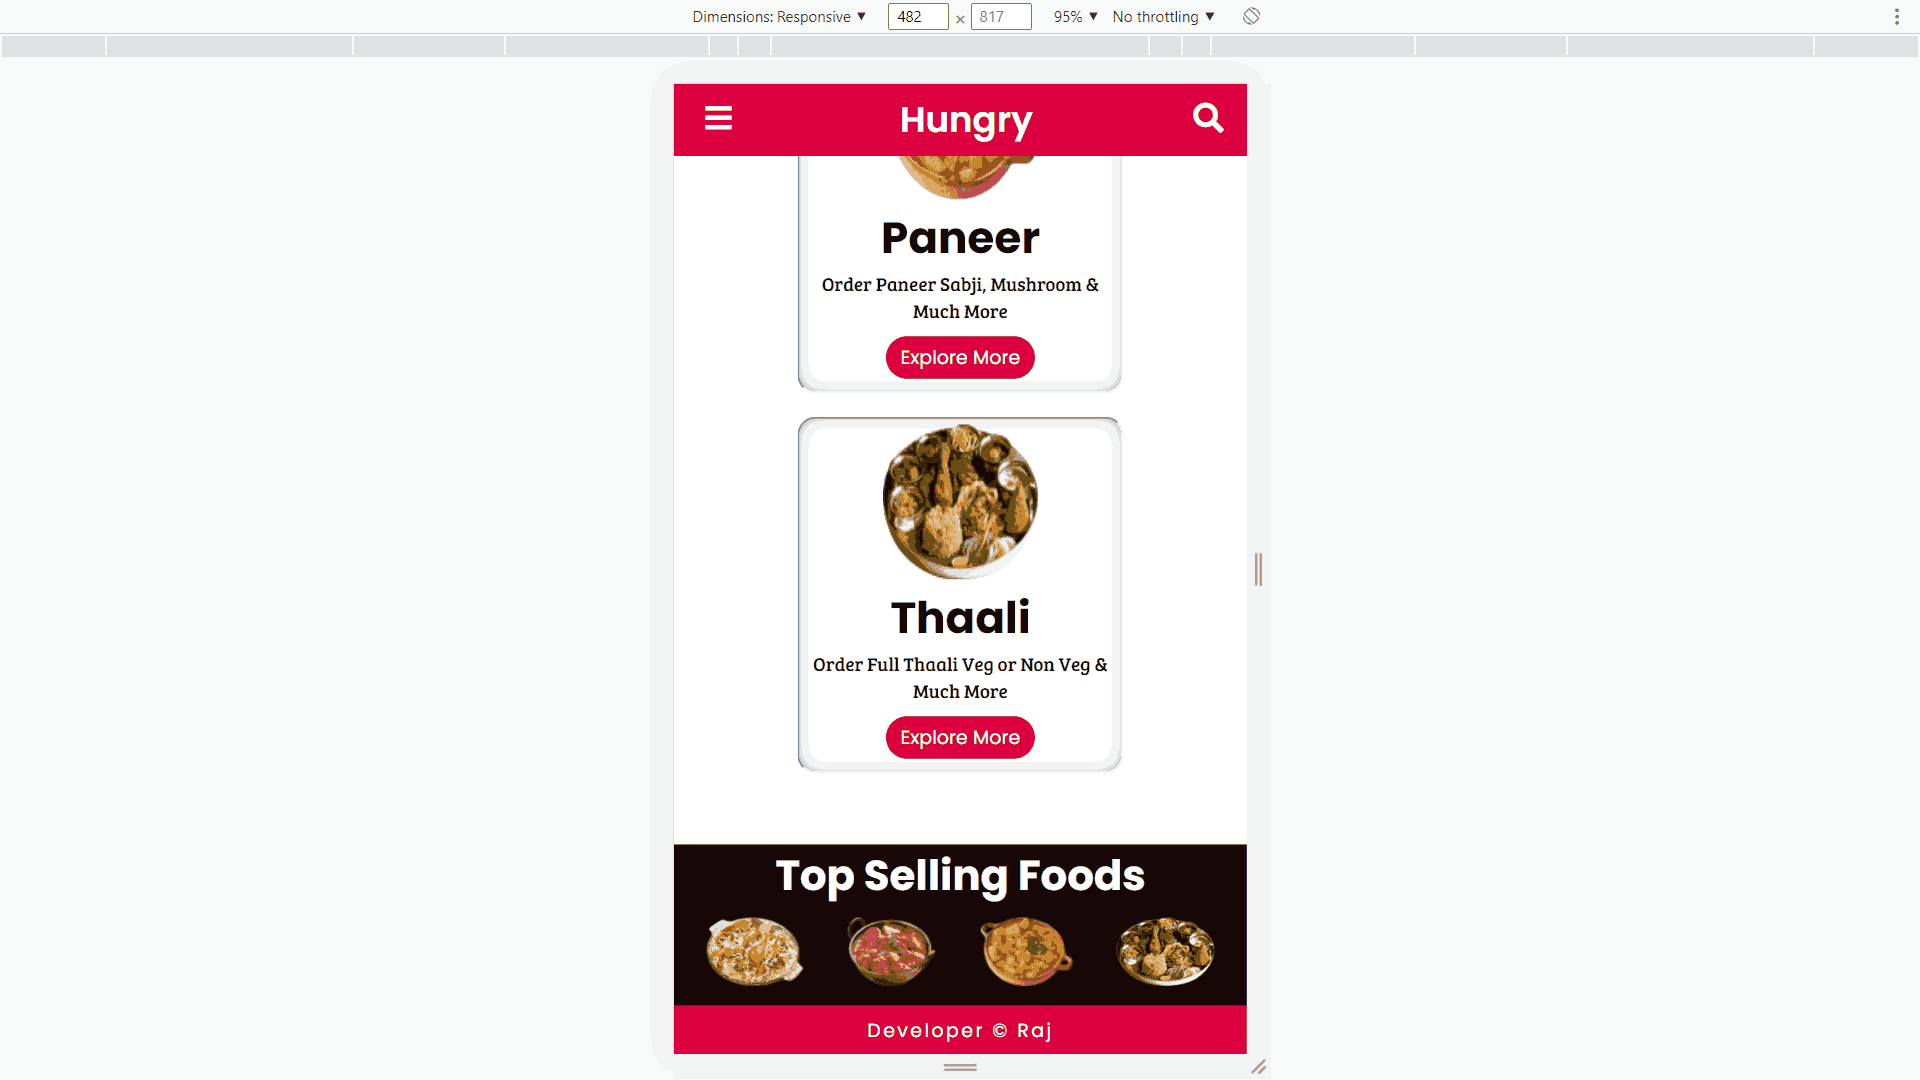 Dimensions: Responsive ▼ 482 × 817 95% ▼ No throttling ▼
Hungry
Paneer
Order Paneer Sabji, Mushroom &
Much More
Explore More
Thaali
Order Full Thaali Veg or Non Veg &
Much More
Explore More
Top Selling Foods
Developer © Raj